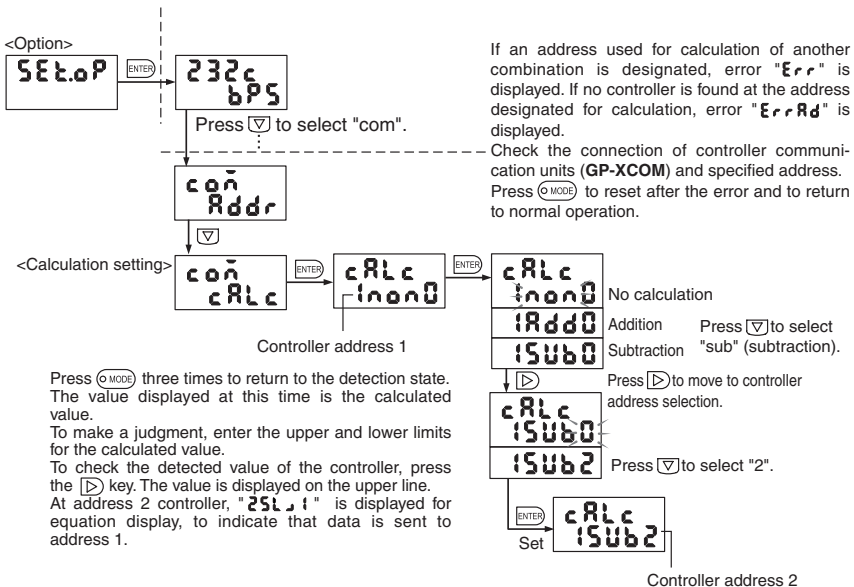 <Option>
SEt.oP
ENTER
232c
bPS
Press ▽ to select "com".
If an address used for calculation of another
combination is designated, error "Err" is
displayed. If no controller is found at the address
designated for calculation, error "ErrAd" is
displayed.
Check the connection of controller communi-
cation units (GP-XCOM) and specified address.
Press MODE to reset after the error and to return
to normal operation.
com
Addr
▽
<Calculation setting>
com
cALc
ENTER
cALc
1non0
Controller address 1
ENTER
cALc
1non0
No calculation
1Add0
Addition
1Sub0
Subtraction
Press ▽ to select
"sub" (subtraction).
▷
Press ▷ to move to controller
address selection.
cALc
1Sub0
1Sub2
Press ▽ to select "2".
ENTER
Set
cALc
1Sub2
Controller address 2
Press MODE three times to return to the detection state.
The value displayed at this time is the calculated
value.
To make a judgment, enter the upper and lower limits
for the calculated value.
To check the detected value of the controller, press
the ▷ key. The value is displayed on the upper line.
At address 2 controller, " " is displayed for
equation display, to indicate that data is sent to
address 1.